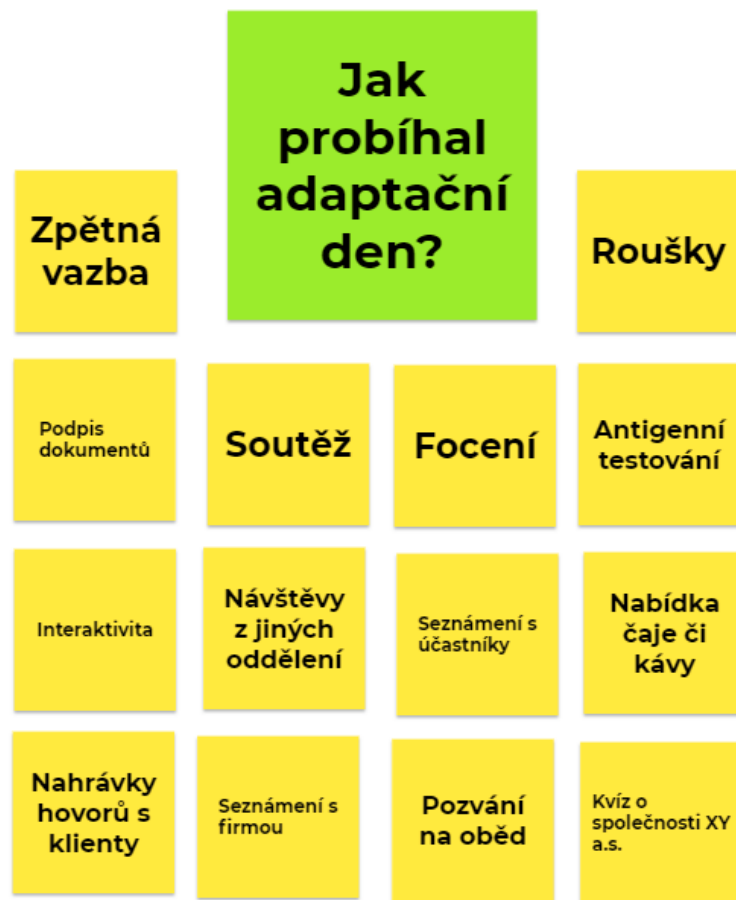 Jak
probíhal
adaptační
den?
Zpětná
vazba
Roušky
Podpis
dokumentů
Soutěž
Focení
Antigenní
testování
Interaktivita
Návštěvy
z jiných
oddělení
Seznámení s
účastníky
Nabídka
čaje či
kávy
Nahrávky
hovorů s
klienty
Seznámení s
firmou
Pozvání
na oběd
Kvíz o
společnosti XY
a.s.